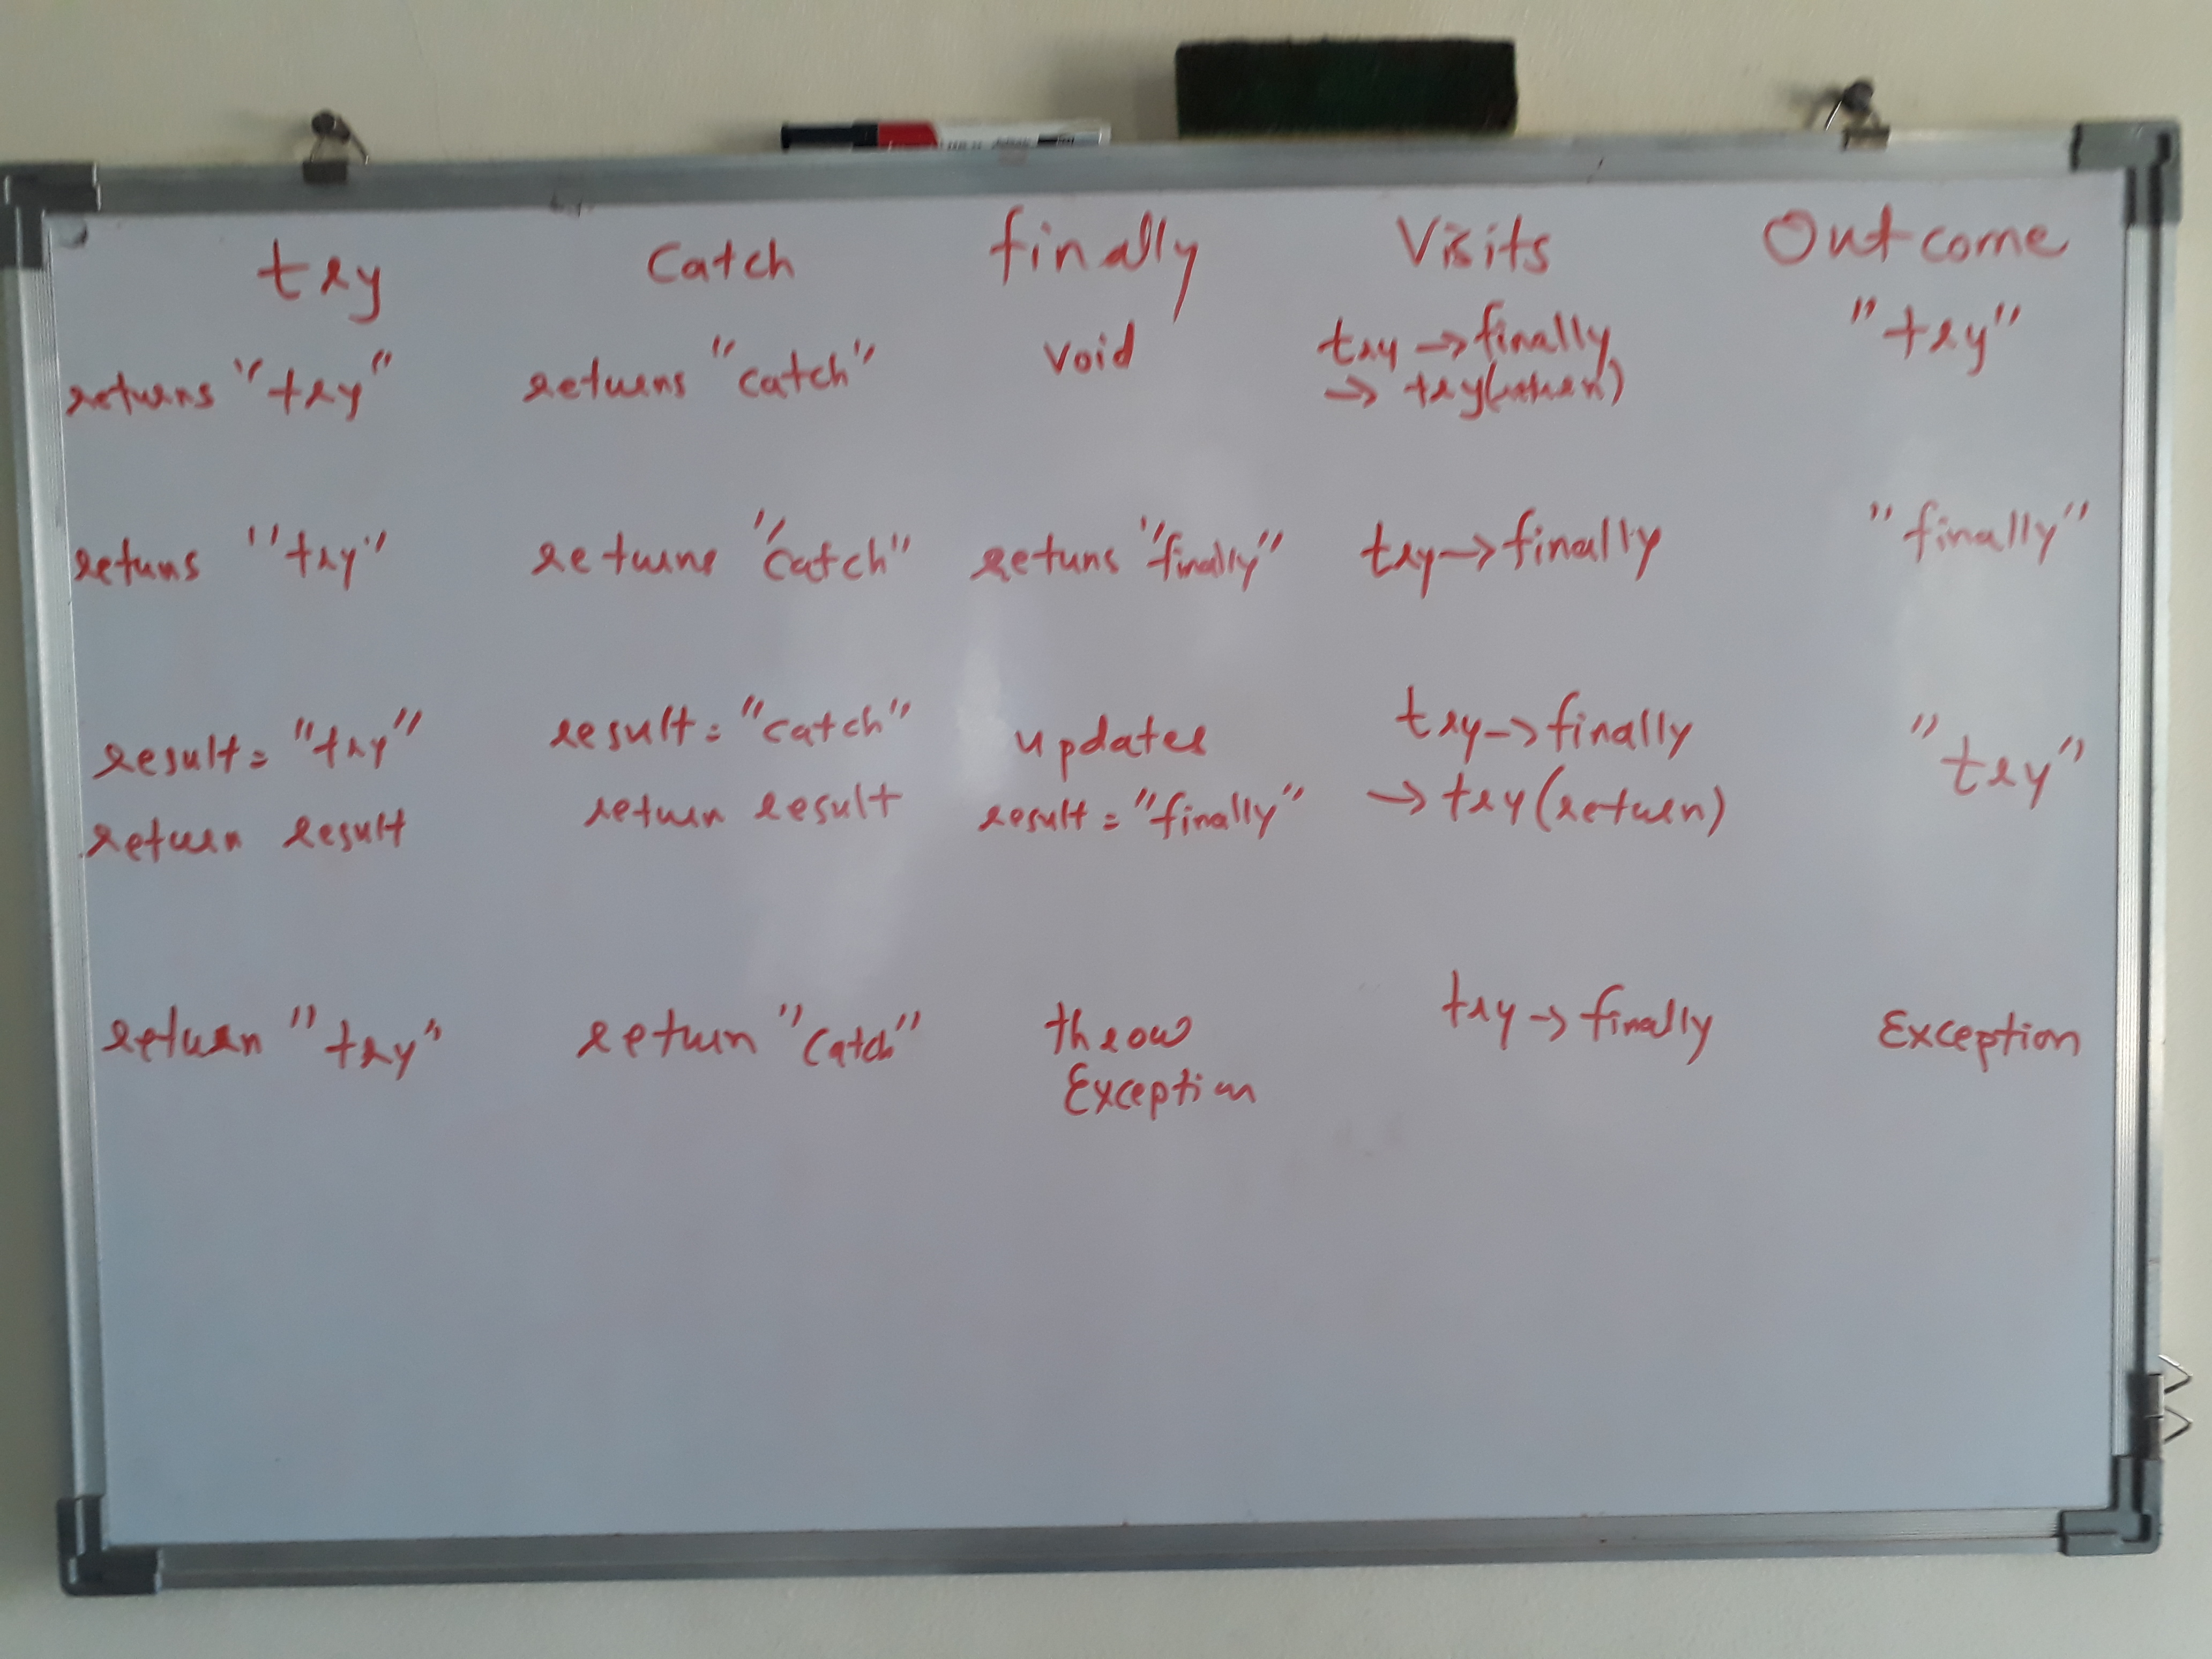 try Catch finally Visits Outcome
returns "try" returns "catch" void try → finally "try"
→ try(return)
retuns "try" returns "catch" retuns "finally" try → finally "finally"
result = "try" result = "catch" updates try → finally "try"
return result return result result = "finally" → try (return)
return "try" return "catch" throw try → finally Exception
Exception